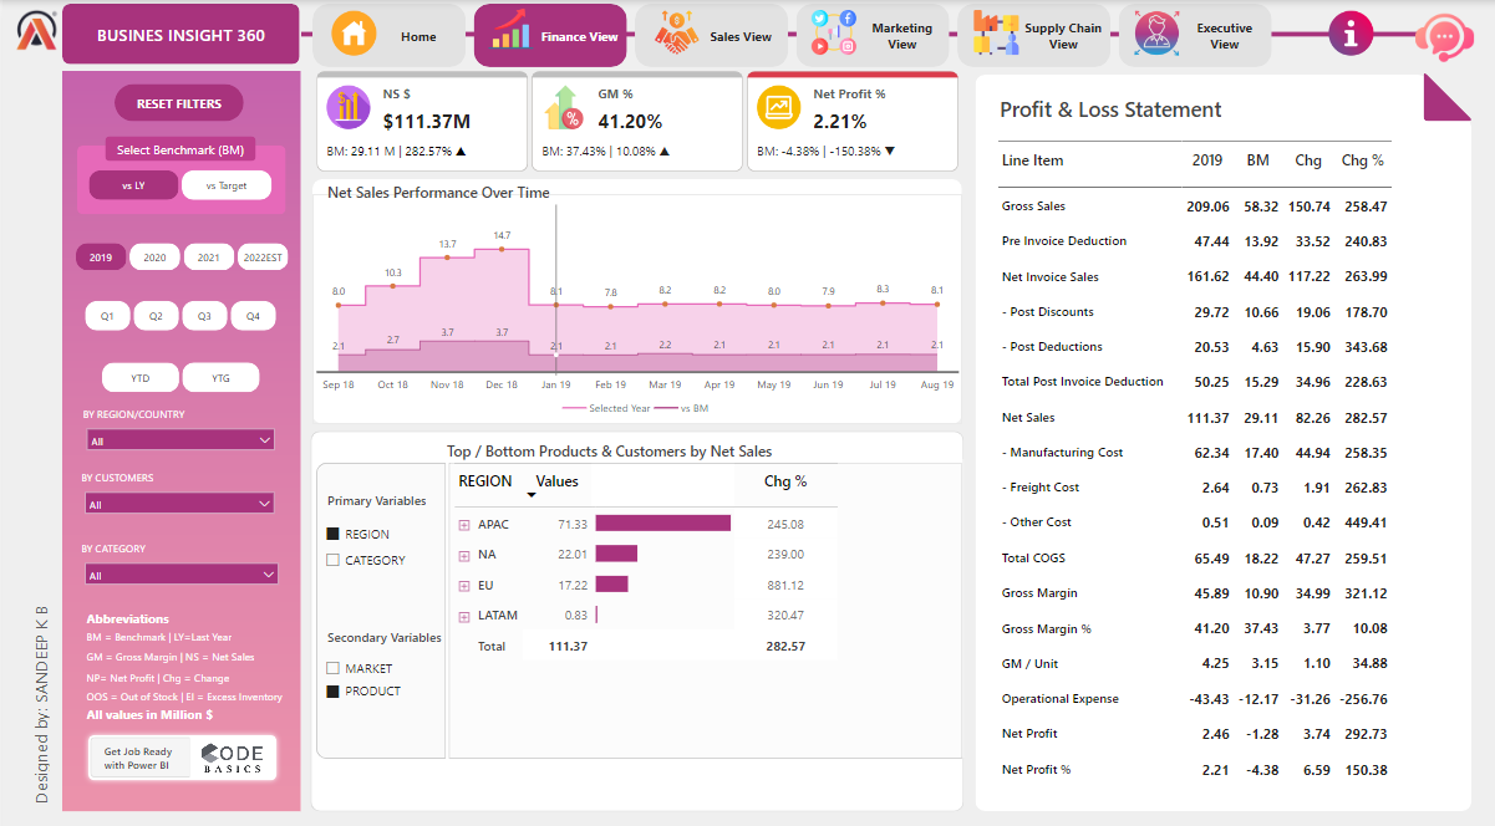 BUSINES INSIGHT 360
Home
Finance View
Sales View
Marketing
View
Supply Chain
View
Executive
View
RESET FILTERS
Select Benchmark (BM)
vs LY
vs Target
2019
2020
2021
2022EST
Q1
Q2
Q3
Q4
YTD
YTG
BY REGION/COUNTRY
All
BY CUSTOMERS
All
BY CATEGORY
All
Abbreviations
BM = Benchmark | LY=Last Year
GM = Gross Margin | NS = Net Sales
NP= Net Profit | Chg = Change
OOS = Out of Stock | EI = Excess Inventory
All values in Million $
Get Job Ready
with Power BI
CODE
BASICS
Designed by: SANDEEP K B
NS $
$111.37M
BM: 29.11 M | 282.57% ▲
GM %
41.20%
BM: 37.43% | 10.08% ▲
Net Profit %
2.21%
BM: -4.38% | -150.38% ▼
Net Sales Performance Over Time
8.0 10.3 13.7 14.7 8.1 7.8 8.2 8.2 8.0 7.9 8.3 8.1
2.1 2.7 3.7 3.7 2.1 2.1 2.2 2.1 2.1 2.1 2.1 2.1
Sep 18 Oct 18 Nov 18 Dec 18 Jan 19 Feb 19 Mar 19 Apr 19 May 19 Jun 19 Jul 19 Aug 19
Selected Year vs BM
Top / Bottom Products & Customers by Net Sales
Primary Variables
REGION
CATEGORY
Secondary Variables
MARKET
PRODUCT
REGION Values Chg %
APAC 71.33 245.08
NA 22.01 239.00
EU 17.22 881.12
LATAM 0.83 320.47
Total 111.37 282.57
Profit & Loss Statement
Line Item 2019 BM Chg Chg %
Gross Sales 209.06 58.32 150.74 258.47
Pre Invoice Deduction 47.44 13.92 33.52 240.83
Net Invoice Sales 161.62 44.40 117.22 263.99
- Post Discounts 29.72 10.66 19.06 178.70
- Post Deductions 20.53 4.63 15.90 343.68
Total Post Invoice Deduction 50.25 15.29 34.96 228.63
Net Sales 111.37 29.11 82.26 282.57
- Manufacturing Cost 62.34 17.40 44.94 258.35
- Freight Cost 2.64 0.73 1.91 262.83
- Other Cost 0.51 0.09 0.42 449.41
Total COGS 65.49 18.22 47.27 259.51
Gross Margin 45.89 10.90 34.99 321.12
Gross Margin % 41.20 37.43 3.77 10.08
GM / Unit 4.25 3.15 1.10 34.88
Operational Expense -43.43 -12.17 -31.26 -256.76
Net Profit 2.46 -1.28 3.74 292.73
Net Profit % 2.21 -4.38 6.59 150.38